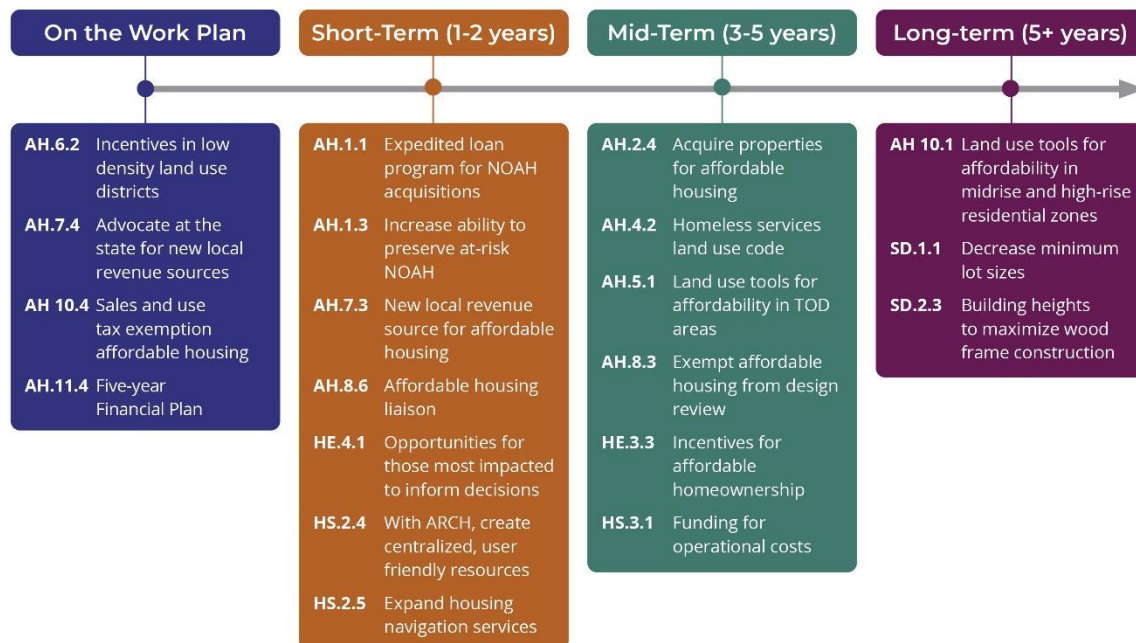 On the Work Plan
AH.6.2 Incentives in low
density land use
districts
AH.7.4 Advocate at the
state for new local
revenue sources
AH 10.4 Sales and use
tax exemption
affordable housing
AH.11.4 Five-year
Financial Plan
Short-Term (1-2 years)
AH.1.1 Expedited loan
program for NOAH
acquisitions
AH.1.3 Increase ability to
preserve at-risk
NOAH
AH.7.3 New local revenue
source for affordable
housing
AH.8.6 Affordable housing
liaison
HE.4.1 Opportunities for
those most impacted
to inform decisions
HS.2.4 With ARCH, create
centralized, user
friendly resources
HS.2.5 Expand housing
navigation services
Mid-Term (3-5 years)
AH.2.4 Acquire properties
for affordable
housing
AH.4.2 Homeless services
land use code
AH.5.1 Land use tools for
affordability in TOD
areas
AH.8.3 Exempt affordable
housing from design
review
HE.3.3 Incentives for
affordable
homeownership
HS.3.1 Funding for
operational costs
Long-term (5+ years)
AH 10.1 Land use tools for
affordability in
midrise and high-rise
residential zones
SD.1.1 Decrease minimum
lot sizes
SD.2.3 Building heights
to maximize wood
frame construction